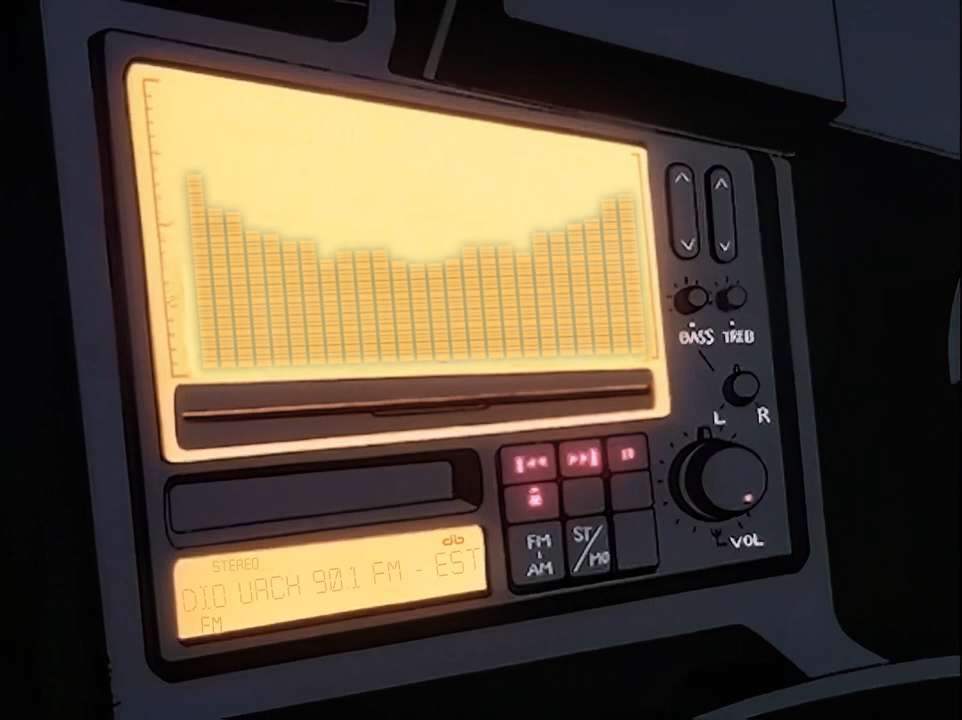 BASS TREB
L R
VOL
FM
AM
ST/MO
STEREO
DIO UACH 90.1 FM - EST
FM